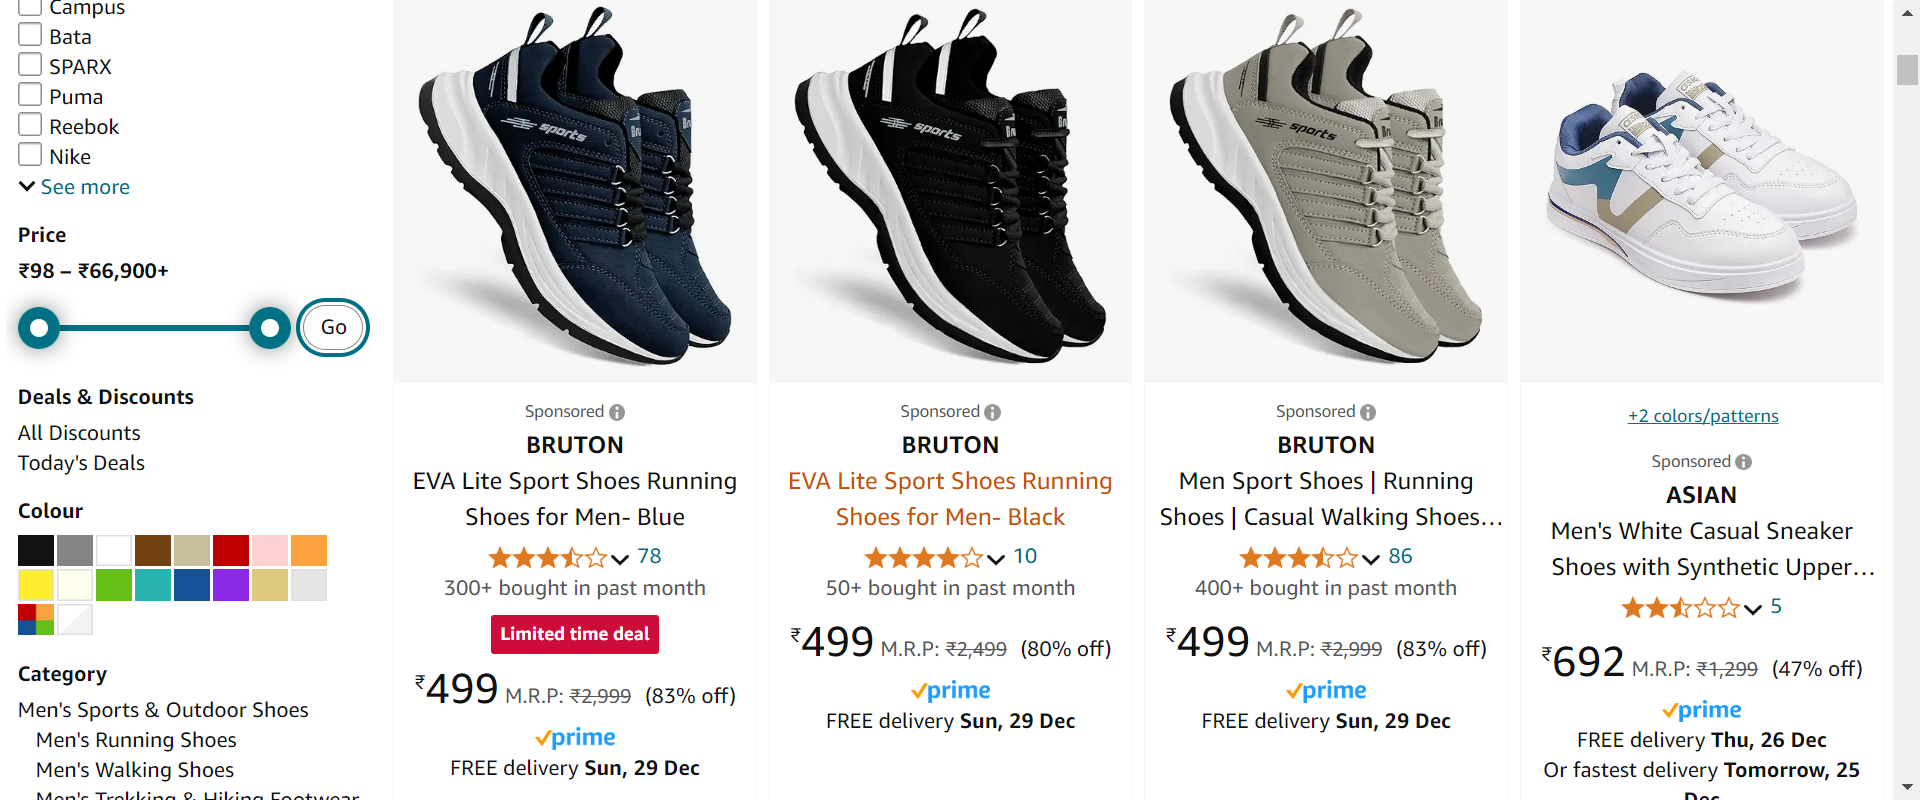 Campus
Bata
SPARX
Puma
Reebok
Nike
See more
Price
₹98 – ₹66,900+
Go
Deals & Discounts
All Discounts
Today's Deals
Colour
Category
Men's Sports & Outdoor Shoes
Men's Running Shoes
Men's Walking Shoes
Men's Trekking & Hiking Footwear
sports
Sponsored
BRUTON
EVA Lite Sport Shoes Running
Shoes for Men- Blue
78
300+ bought in past month
Limited time deal
₹499 M.R.P: ₹2,999 (83% off)
prime
FREE delivery Sun, 29 Dec
sports
Sponsored
BRUTON
EVA Lite Sport Shoes Running
Shoes for Men- Black
10
50+ bought in past month
₹499 M.R.P: ₹2,499 (80% off)
prime
FREE delivery Sun, 29 Dec
sports
Sponsored
BRUTON
Men Sport Shoes | Running
Shoes | Casual Walking Shoes…
86
400+ bought in past month
₹499 M.R.P: ₹2,999 (83% off)
prime
FREE delivery Sun, 29 Dec
+2 colors/patterns
Sponsored
ASIAN
Men's White Casual Sneaker
Shoes with Synthetic Upper…
5
₹692 M.R.P: ₹1,299 (47% off)
prime
FREE delivery Thu, 26 Dec
Or fastest delivery Tomorrow, 25
Dec